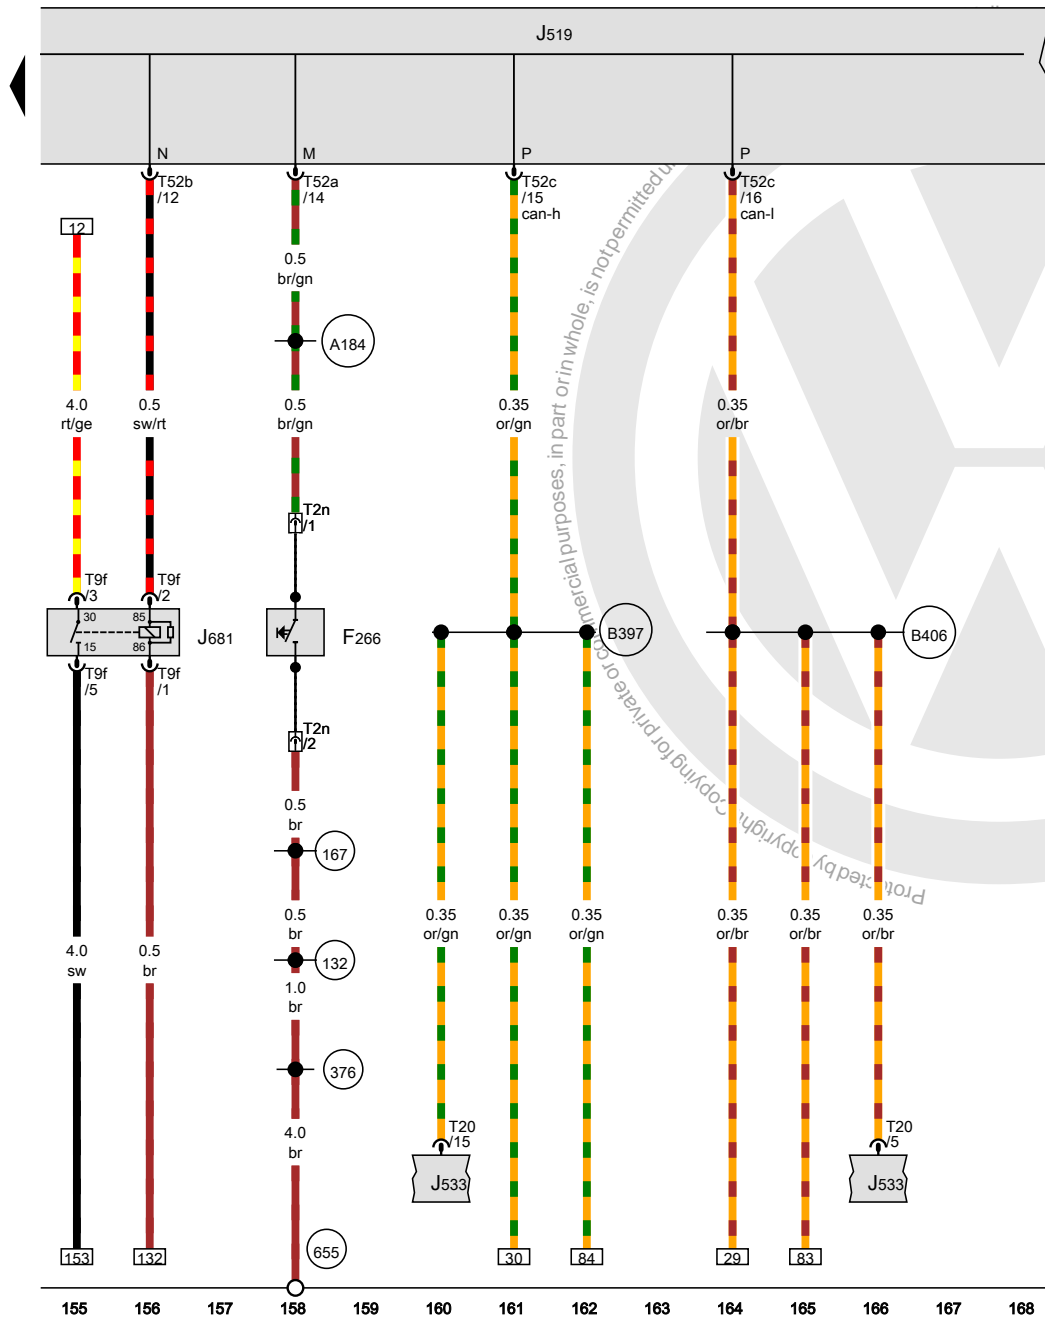 J519
N
M
P
P
T52b
/12
T52a
/14
T52c
/15
can-h
T52c
/16
can-l
12
0.5
br/gn
A184
4.0
rt/ge
0.5
sw/rt
0.5
br/gn
0.35
or/gn
0.35
or/br
T2n
/1
T9f
/3
T9f
/2
30
85
15
86
J681
F266
B397
B406
T9f
/5
T9f
/1
T2n
/2
0.5
br
167
0.5
br
0.35
or/gn
0.35
or/gn
0.35
or/gn
0.35
or/br
0.35
or/br
0.35
or/br
4.0
sw
0.5
br
132
1.0
br
376
4.0
br
T20
/15
T20
/5
J533
J533
655
153
132
30
84
29
83
155 156 157 158 159 160 161 162 163 164 165 166 167 168
commercial purposes, in part or in whole, is not permitted
copyright. Copying for private or
Protected by